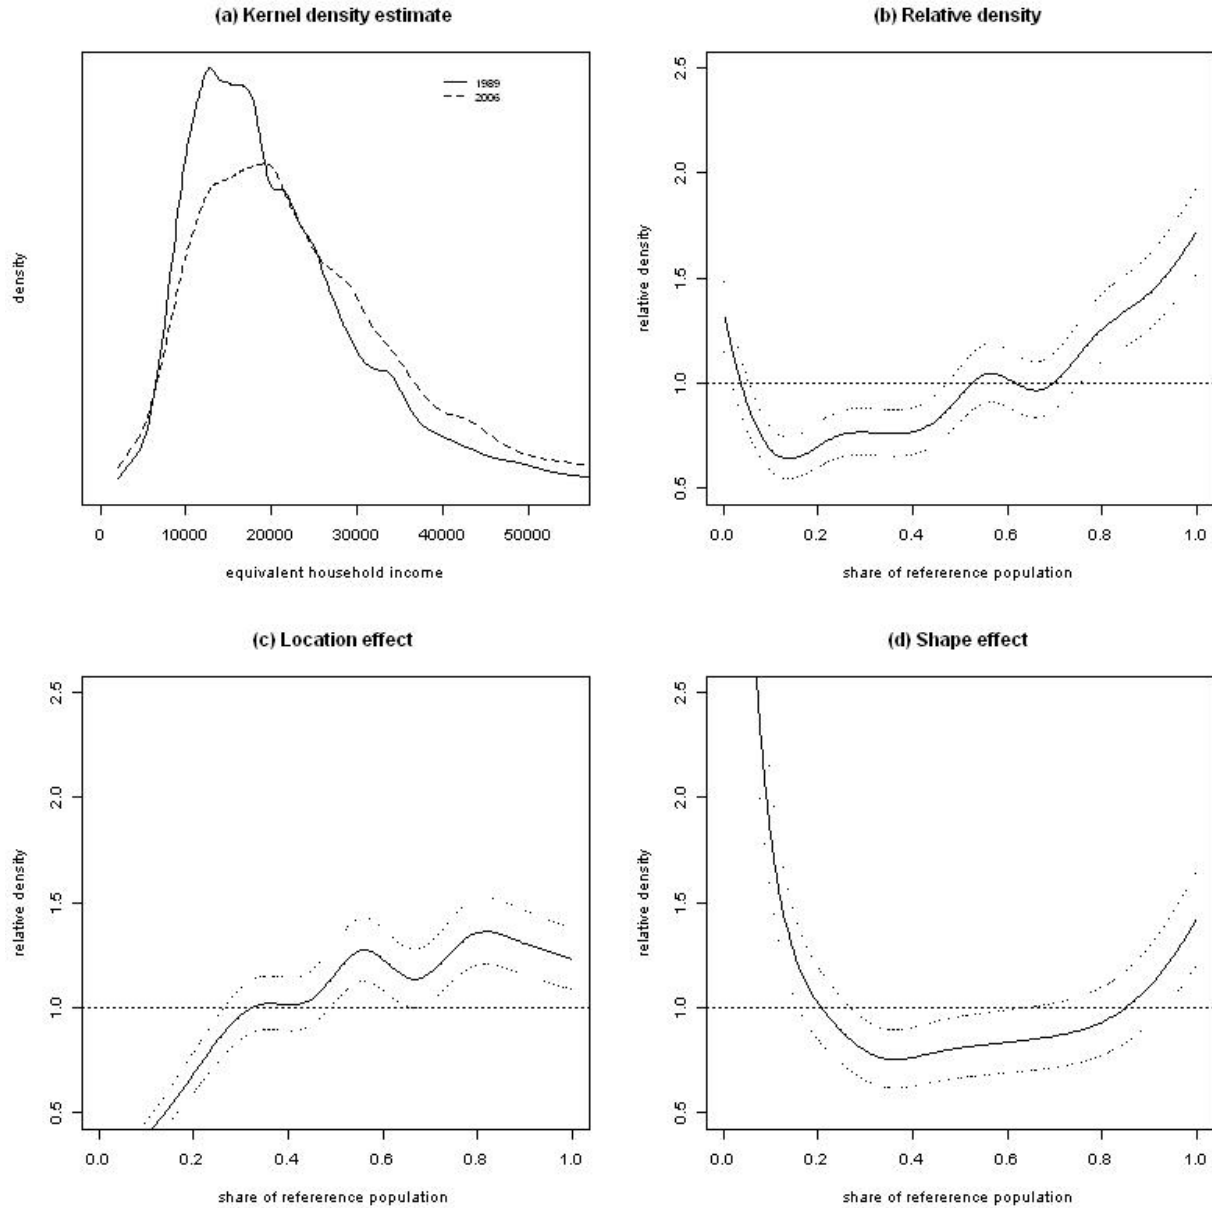 (a) Kernel density estimate
density
1989
2006
0 10000 20000 30000 40000 50000
equivalent household income
(b) Relative density
relative density
2.5
2.0
1.5
1.0
0.5
0.0 0.2 0.4 0.6 0.8 1.0
share of refererence population
(c) Location effect
relative density
2.5
2.0
1.5
1.0
0.5
0.0 0.2 0.4 0.6 0.8 1.0
share of refererence population
(d) Shape effect
relative density
2.5
2.0
1.5
1.0
0.5
0.0 0.2 0.4 0.6 0.8 1.0
share of refererence population